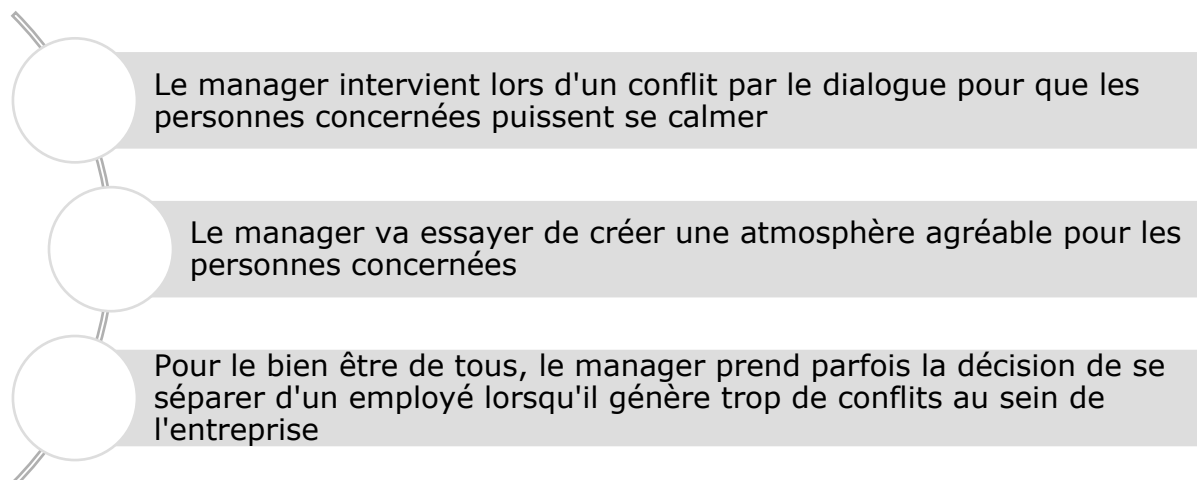 Le manager intervient lors d'un conflit par le dialogue pour que les
personnes concernées puissent se calmer
Le manager va essayer de créer une atmosphère agréable pour les
personnes concernées
Pour le bien être de tous, le manager prend parfois la décision de se
séparer d'un employé lorsqu'il génère trop de conflits au sein de
l'entreprise